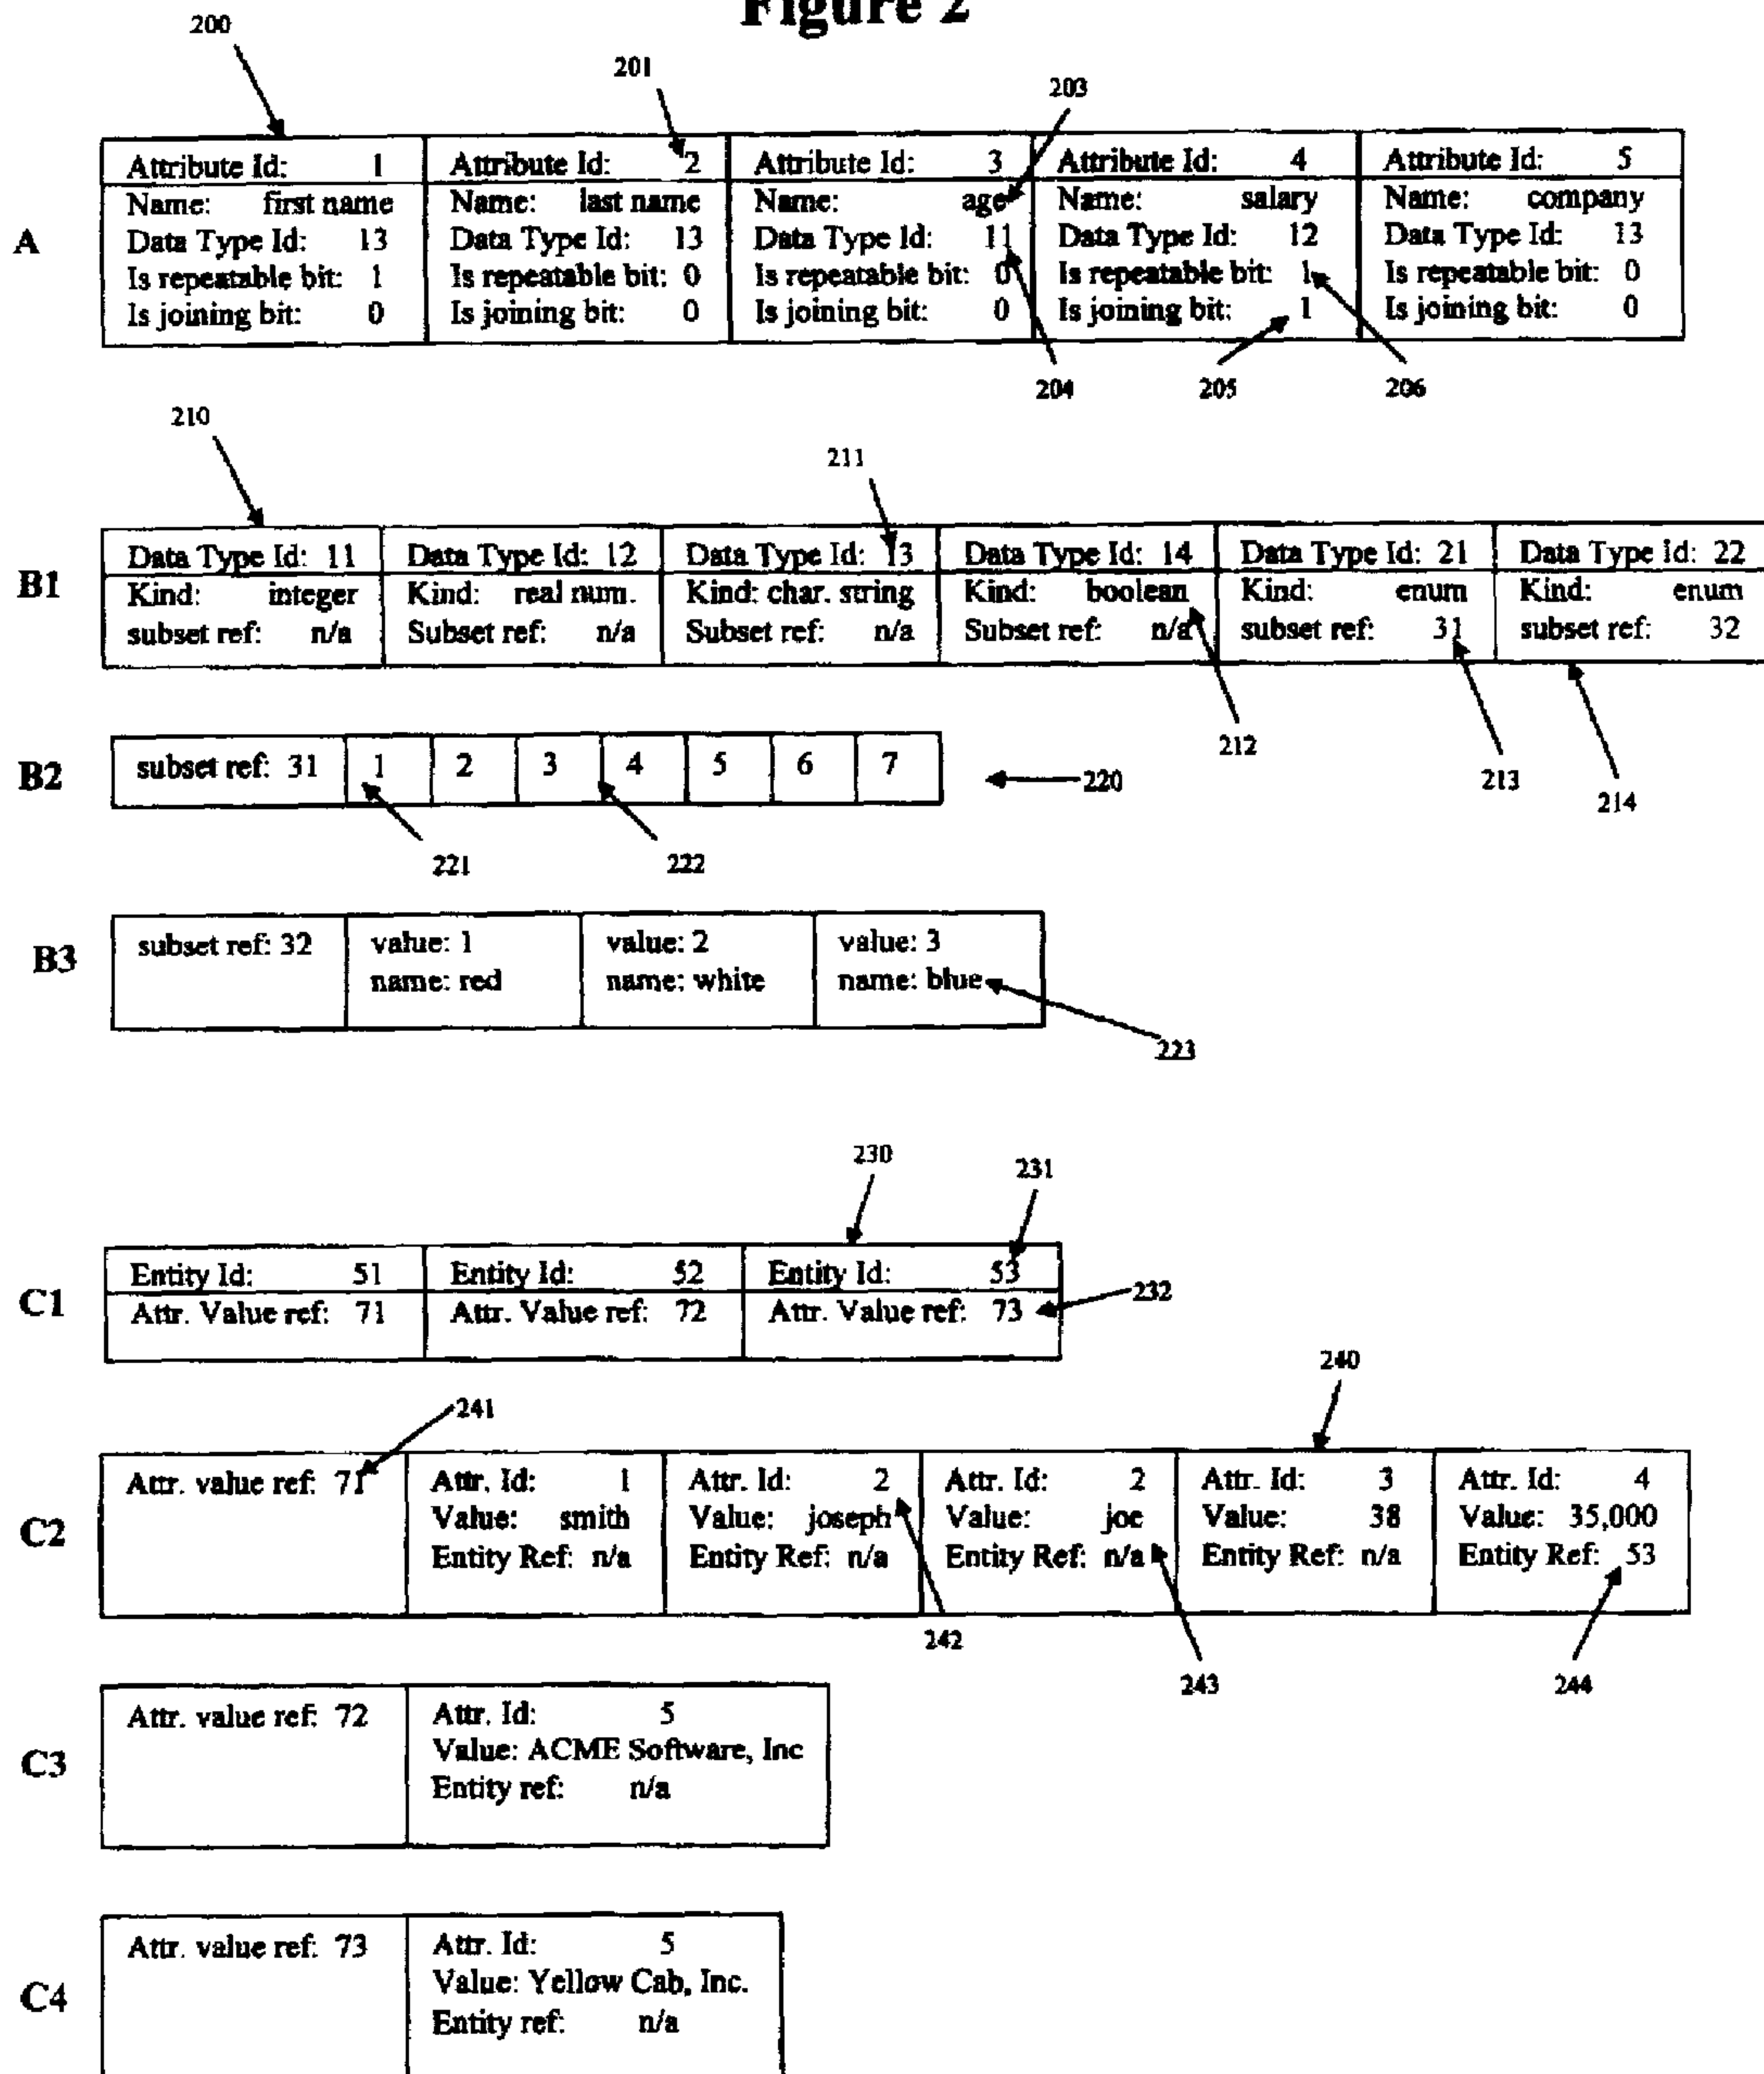 Figure 2
200
201
203
A
Attribute Id: 1 Attribute Id: 2 Attribute Id: 3 Attribute Id: 4 Attribute Id: 5
Name: first name Name: last name Name: age Name: salary Name: company
Data Type Id: 13 Data Type Id: 13 Data Type Id: 11 Data Type Id: 12 Data Type Id: 13
Is repeatable bit: 1 Is repeatable bit: 0 Is repeatable bit: 0 Is repeatable bit: 1 Is repeatable bit: 0
Is joining bit: 0 Is joining bit: 0 Is joining bit: 0 Is joining bit: 1 Is joining bit: 0
204 205 206
210
211
B1
Data Type Id: 11 Data Type Id: 12 Data Type Id: 13 Data Type Id: 14 Data Type Id: 21 Data Type Id: 22
Kind: integer Kind: real num. Kind: char. string Kind: boolean Kind: enum Kind: enum
subset ref: n/a Subset ref: n/a Subset ref: n/a Subset ref: n/a subset ref: 31 subset ref: 32
212 213 214
B2
subset ref: 31 1 2 3 4 5 6 7
220
221 222
B3
subset ref: 32 value: 1 value: 2 value: 3
name: red name: white name: blue
223
230 231
C1
Entity Id: 51 Entity Id: 52 Entity Id: 53
Attr. Value ref: 71 Attr. Value ref: 72 Attr. Value ref: 73
232
240
241
C2
Attr. value ref: 71 Attr. Id: 1 Attr. Id: 2 Attr. Id: 2 Attr. Id: 3 Attr. Id: 4
Value: smith Value: joseph Value: joe Value: 38 Value: 35,000
Entity Ref: n/a Entity Ref: n/a Entity Ref: n/a Entity Ref: n/a Entity Ref: 53
242 243 244
C3
Attr. value ref: 72 Attr. Id: 5
Value: ACME Software, Inc
Entity ref: n/a
C4
Attr. value ref: 73 Attr. Id: 5
Value: Yellow Cab, Inc.
Entity ref: n/a